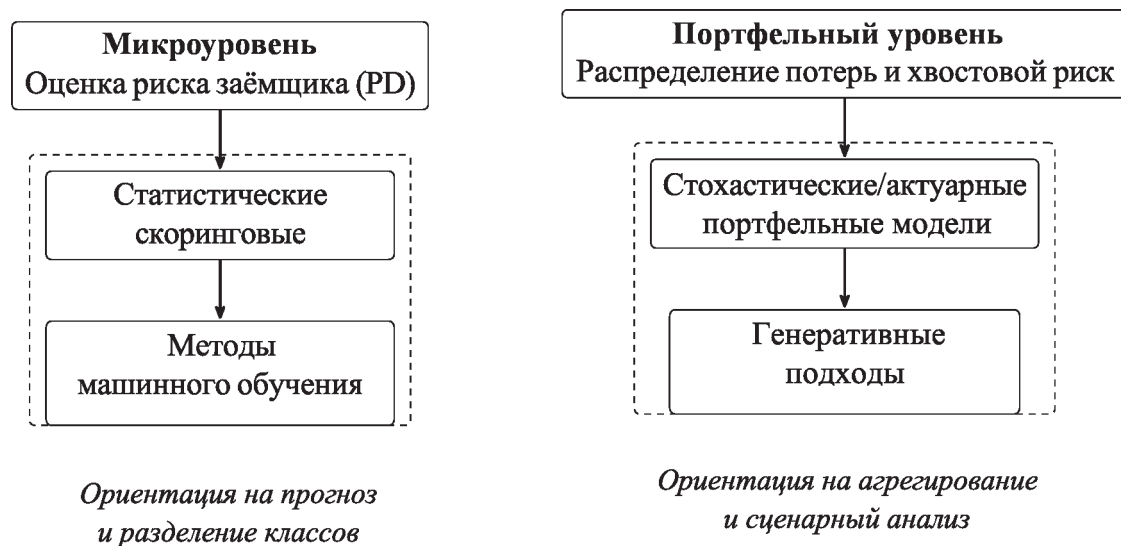 Микроуровень
Оценка риска заёмщика (PD)
Статистические
скоринговые
Методы
машинного обучения
Ориентация на прогноз
и разделение классов
Портфельный уровень
Распределение потерь и хвостовой риск
Стохастические/актуарные
портфельные модели
Генеративные
подходы
Ориентация на агрегирование
и сценарный анализ